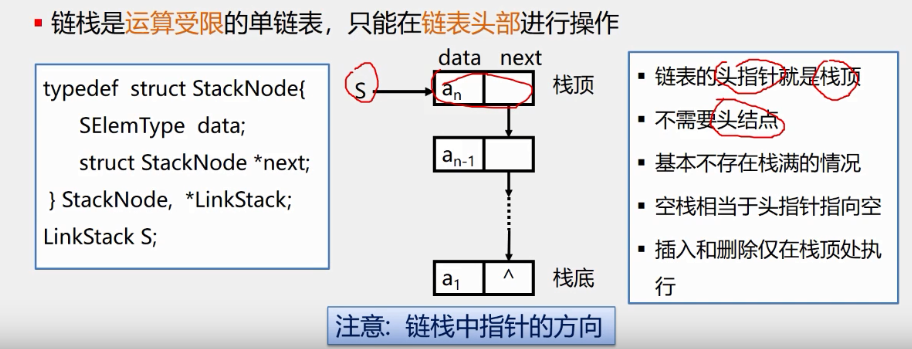 链栈是运算受限的单链表，只能在链表头部进行操作
typedef struct StackNode{
SElemType data;
struct StackNode *next;
} StackNode, *LinkStack;
LinkStack S;
data next
S
an
栈顶
an-1
a1
^
栈底
链表的头指针就是栈顶
不需要头结点
基本不存在栈满的情况
空栈相当于头指针指向空
插入和删除仅在栈顶处执
行
注意: 链栈中指针的方向